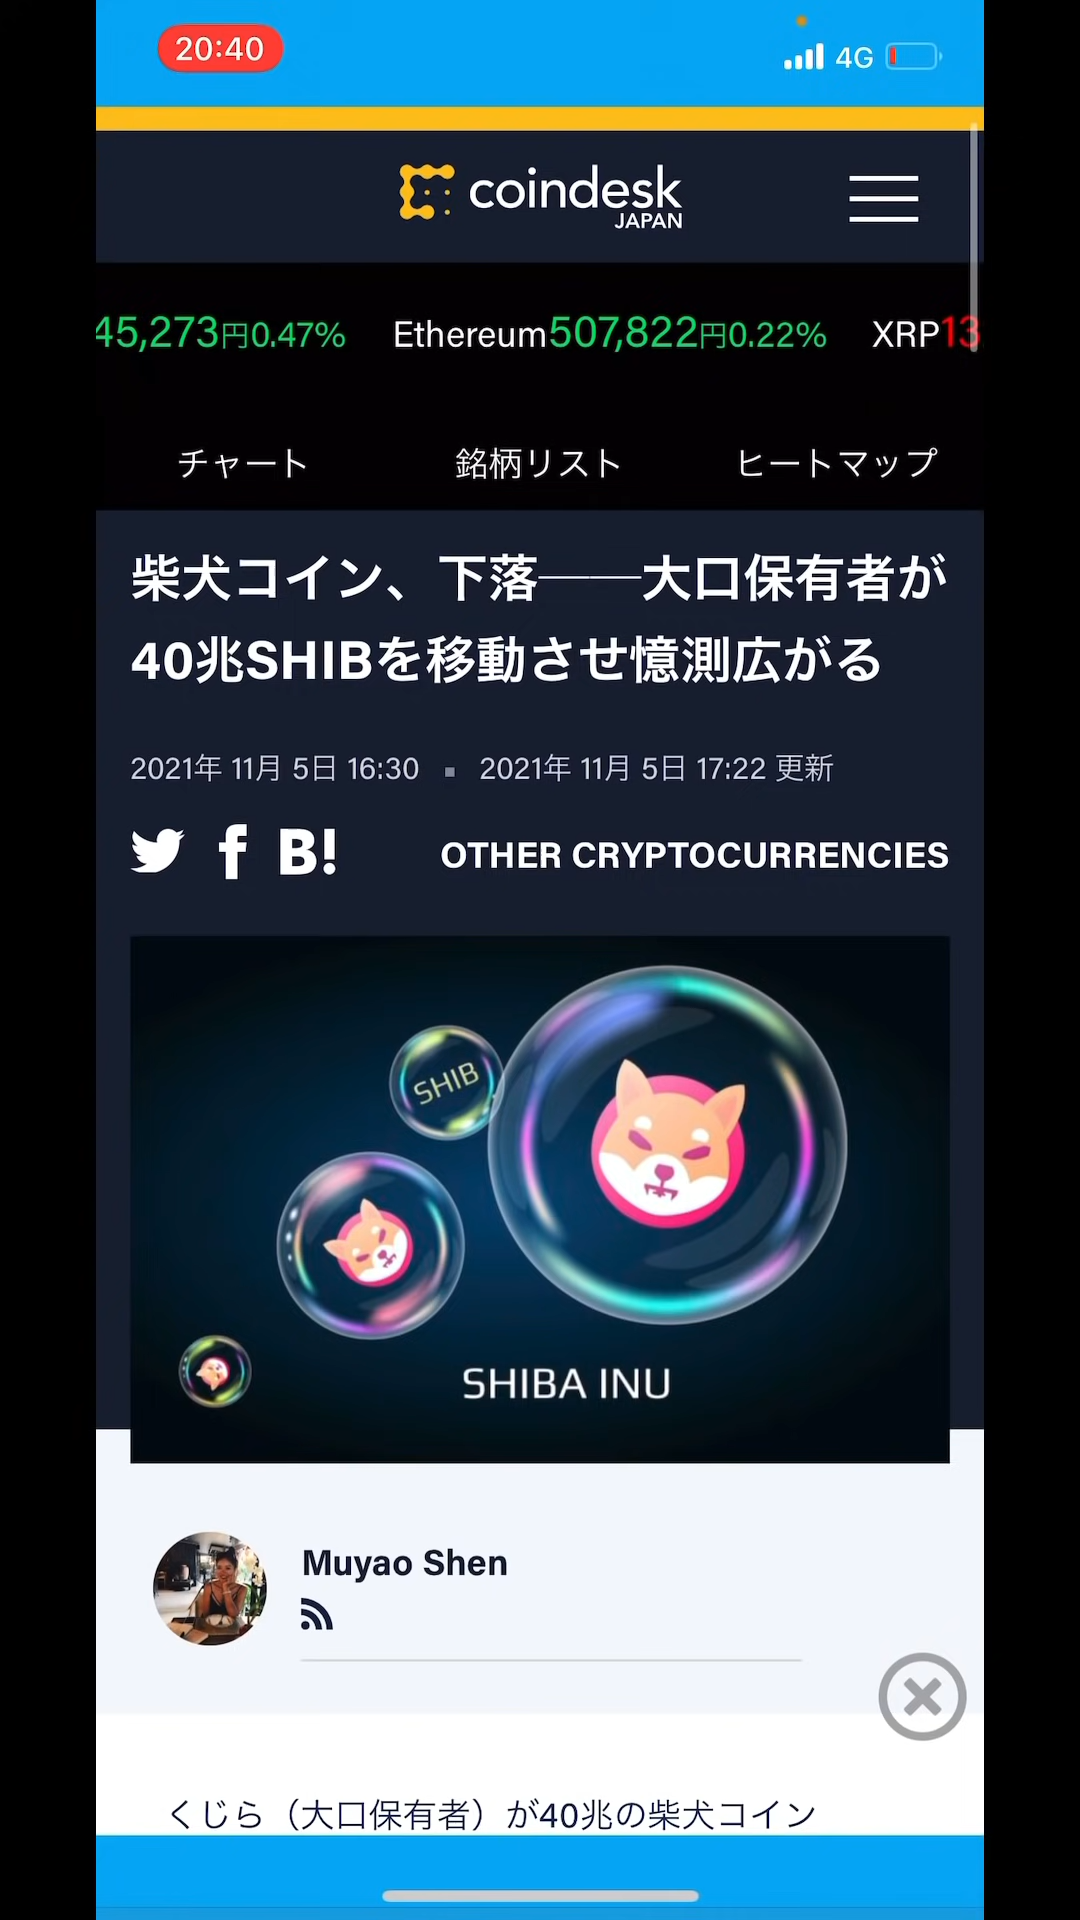 20:40
4G
coindesk
JAPAN
45,273円0.47% Ethereum507,822円0.22% XRP13
チャート 銘柄リスト ヒートマップ
柴犬コイン、下落──大口保有者が
40兆SHIBを移動させ憶測広がる
2021年 11月 5日 16:30 ▪ 2021年 11月 5日 17:22 更新
f B! OTHER CRYPTOCURRENCIES
SHIB
SHIBA INU
Muyao Shen
くじら（大口保有者）が40兆の柴犬コイン